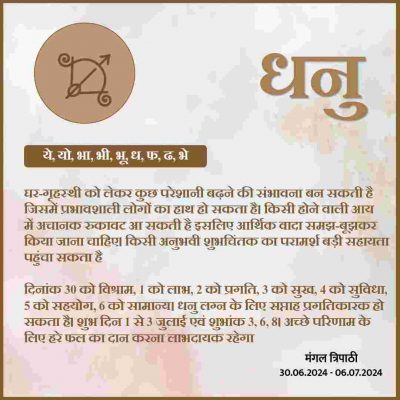 धनु
ये, यो, भा, भी, भू, ध, फ, ढ, भे
घर-गृहस्थी को लेकर कुछ परेशानी बढ़ने की संभावना बन सकती है
जिसमें प्रभावशाली लोगों का हाथ हो सकता है। किसी होने वाली आय
में अचानक रुकावट आ सकती है इसलिए आर्थिक वादा समझ-बूझकर
किया जाना चाहिए। किसी अनुभवी शुभचिंतक का परामर्श बड़ी सहायता
पहुंचा सकता है
दिनांक 30 को विश्राम, 1 को लाभ, 2 को प्रगति, 3 को सुख, 4 को सुविधा,
5 को सहयोग, 6 को सामान्य। धनु लग्न के लिए सप्ताह प्रगतिकारक हो
सकता है। शुभ दिन 1 से 3 जुलाई एवं शुभांक 3, 6, 8। अच्छे परिणाम के
लिए हरे फल का दान करना लाभदायक रहेगा
मंगल त्रिपाठी
30.06.2024 - 06.07.2024